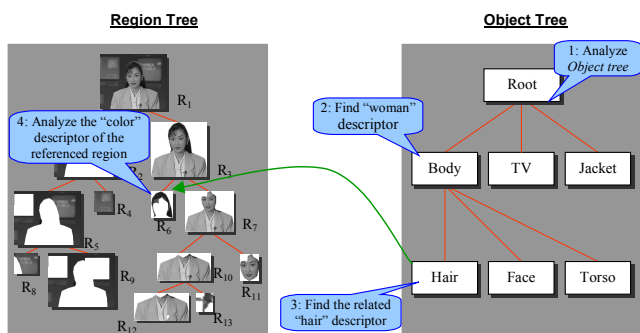 Region Tree
Object Tree
1: Analyze
Object tree
Root
R1
4: Analyze the “color”
descriptor of the
referenced region
2: Find “woman”
descriptor
R2
R3
Body
TV
Jacket
R4
R6
R7
R5
R8
R9
R10
R11
Hair
Face
Torso
3: Find the related
“hair” descriptor
R12
R13